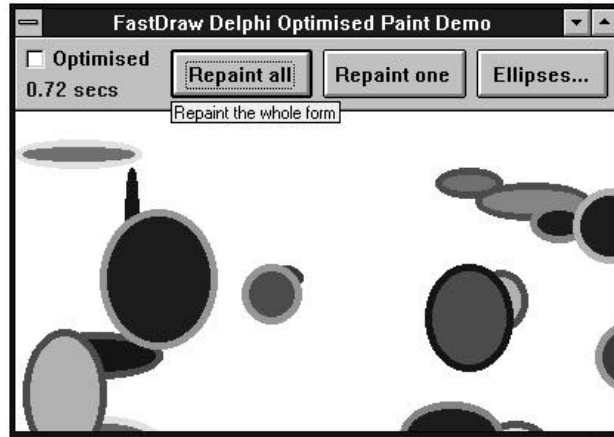 FastDraw Delphi Optimised Paint Demo
Optimised
0.72 secs
Repaint all
Repaint one
Ellipses...
Repaint the whole form